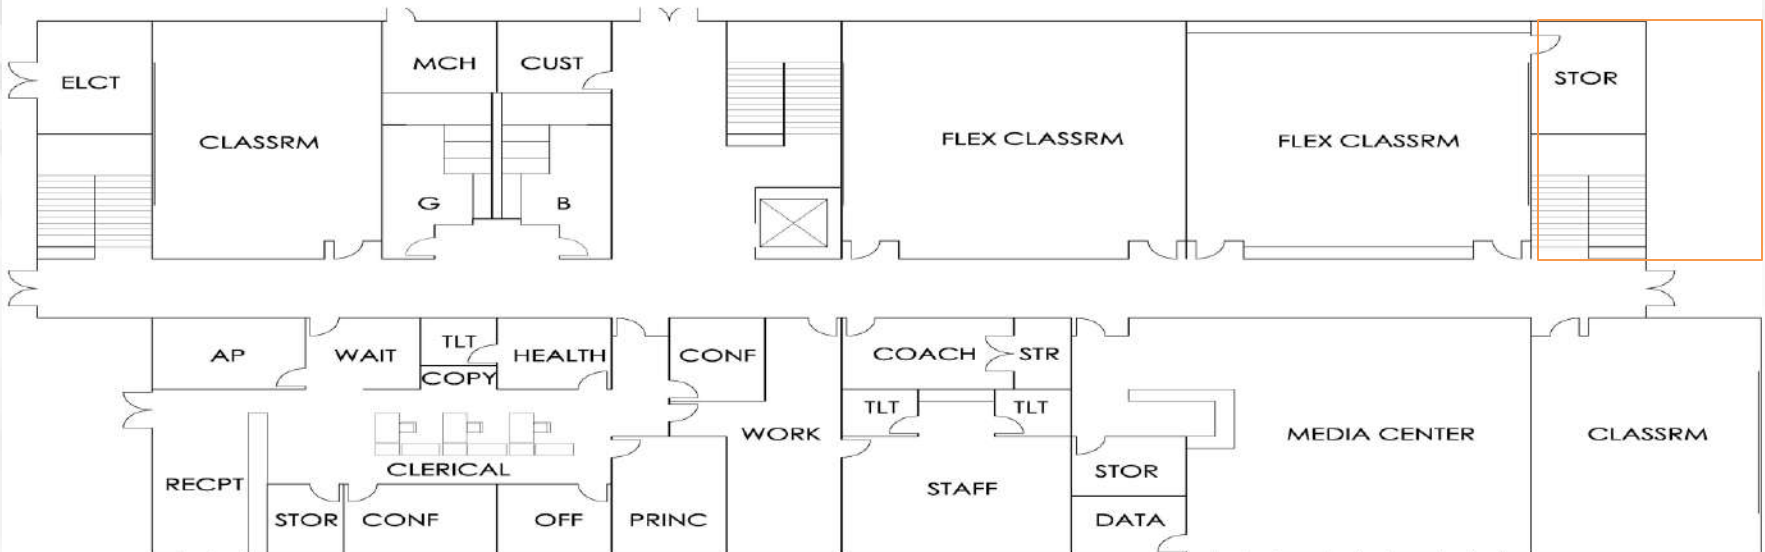 ELCT
CLASSRM
MCH
CUST
G
B
FLEX CLASSRM
FLEX CLASSRM
STOR
AP
WAIT
TLT
COPY
HEALTH
CONF
COACH
STR
TLT
TLT
WORK
MEDIA CENTER
CLASSRM
RECPT
CLERICAL
STOR
STAFF
STOR
CONF
OFF
PRINC
DATA